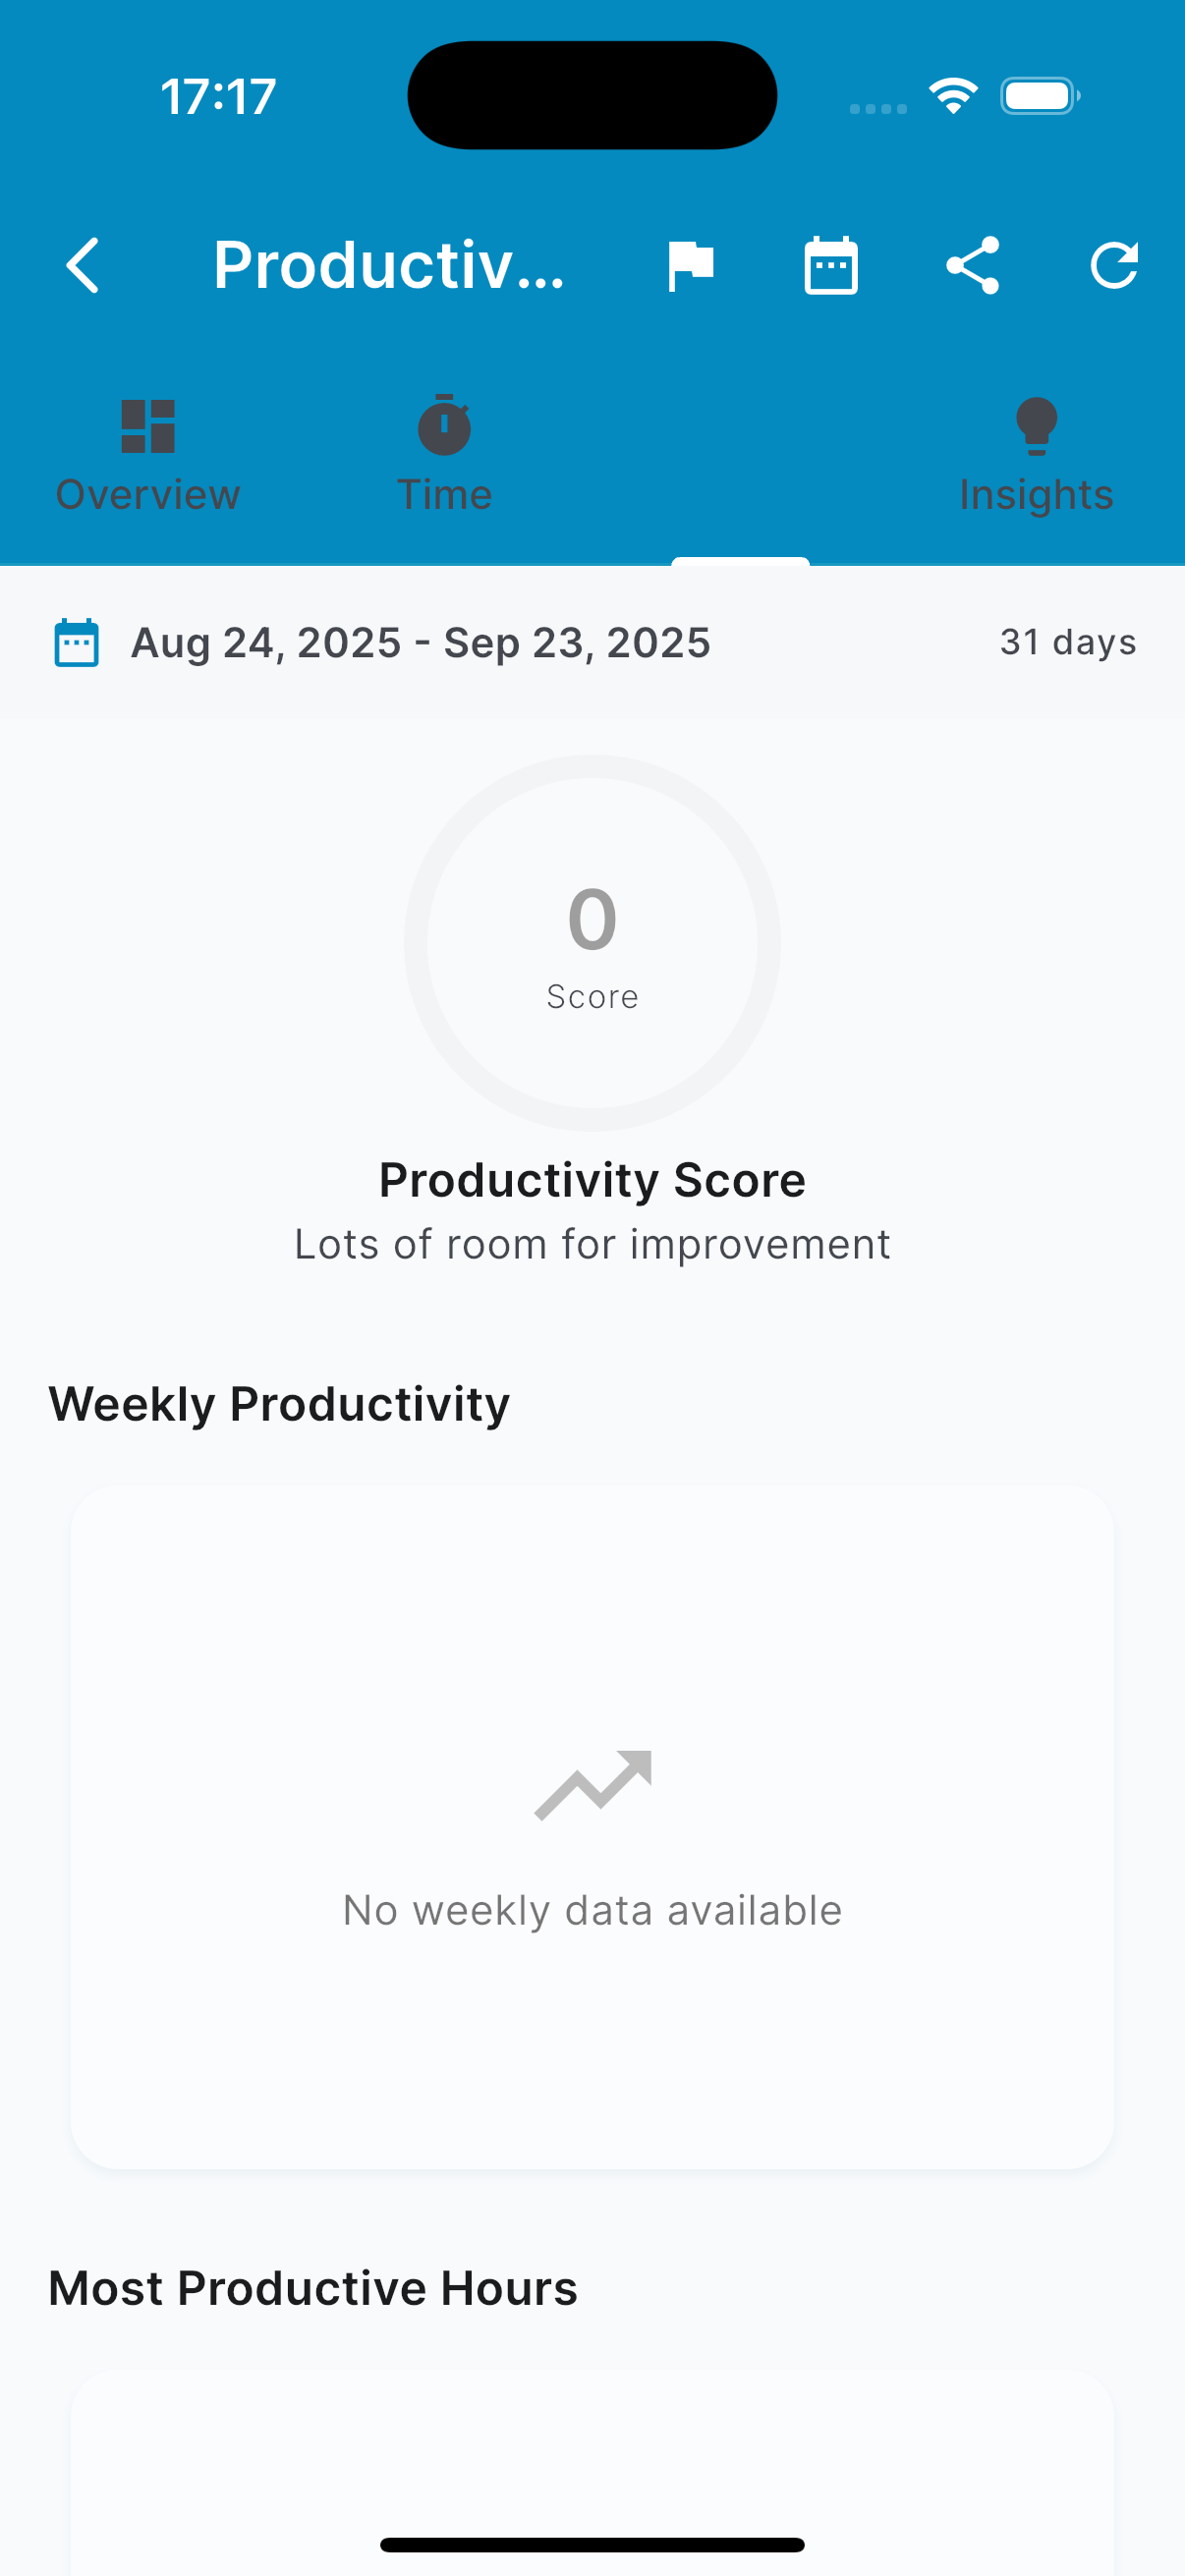 17:17
Productiv...
Overview
Time
Insights
Aug 24, 2025 - Sep 23, 2025
31 days
0
Score
Productivity Score
Lots of room for improvement
Weekly Productivity
No weekly data available
Most Productive Hours